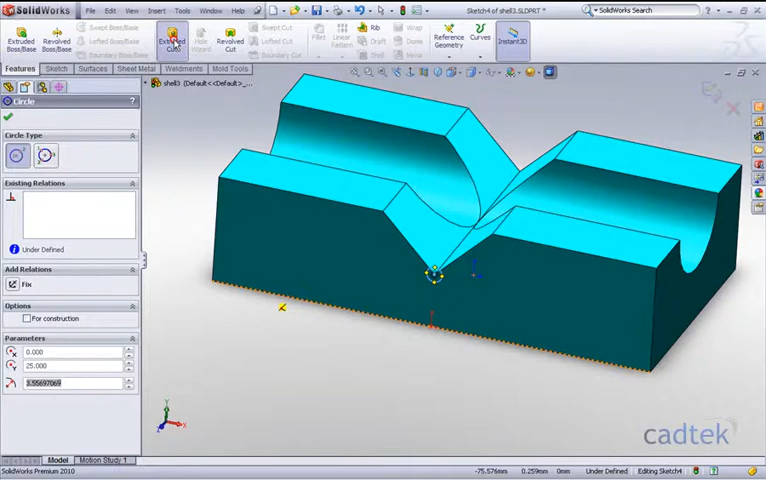 SolidWorks
File Edit View Insert Tools Window Help
Sketch4 of shell3.SLDPRT *
SolidWorks Search
Extruded Boss/Base
Revolved Boss/Base
Swept Boss/Base
Lofted Boss/Base
Boundary Boss/Base
Extruded Cut
Hole Wizard
Revolved Cut
Swept Cut
Lofted Cut
Boundary Cut
Fillet
Linear Pattern
Rib
Draft
Shell
Wrap
Dome
Mirror
Reference Geometry
Curves
Instant3D
Features Sketch Surfaces Sheet Metal Weldments Mold Tools
shell3 (Default<<Default>_...
Circle
?
Circle Type
Existing Relations
Under Defined
Add Relations
Fix
Options
For construction
Parameters
0.000
25.000
3.55697069
cadtek
Model Motion Study 1
SolidWorks Premium 2010
-75.576mm 0.259mm 0mm Under Defined Editing Sketch4